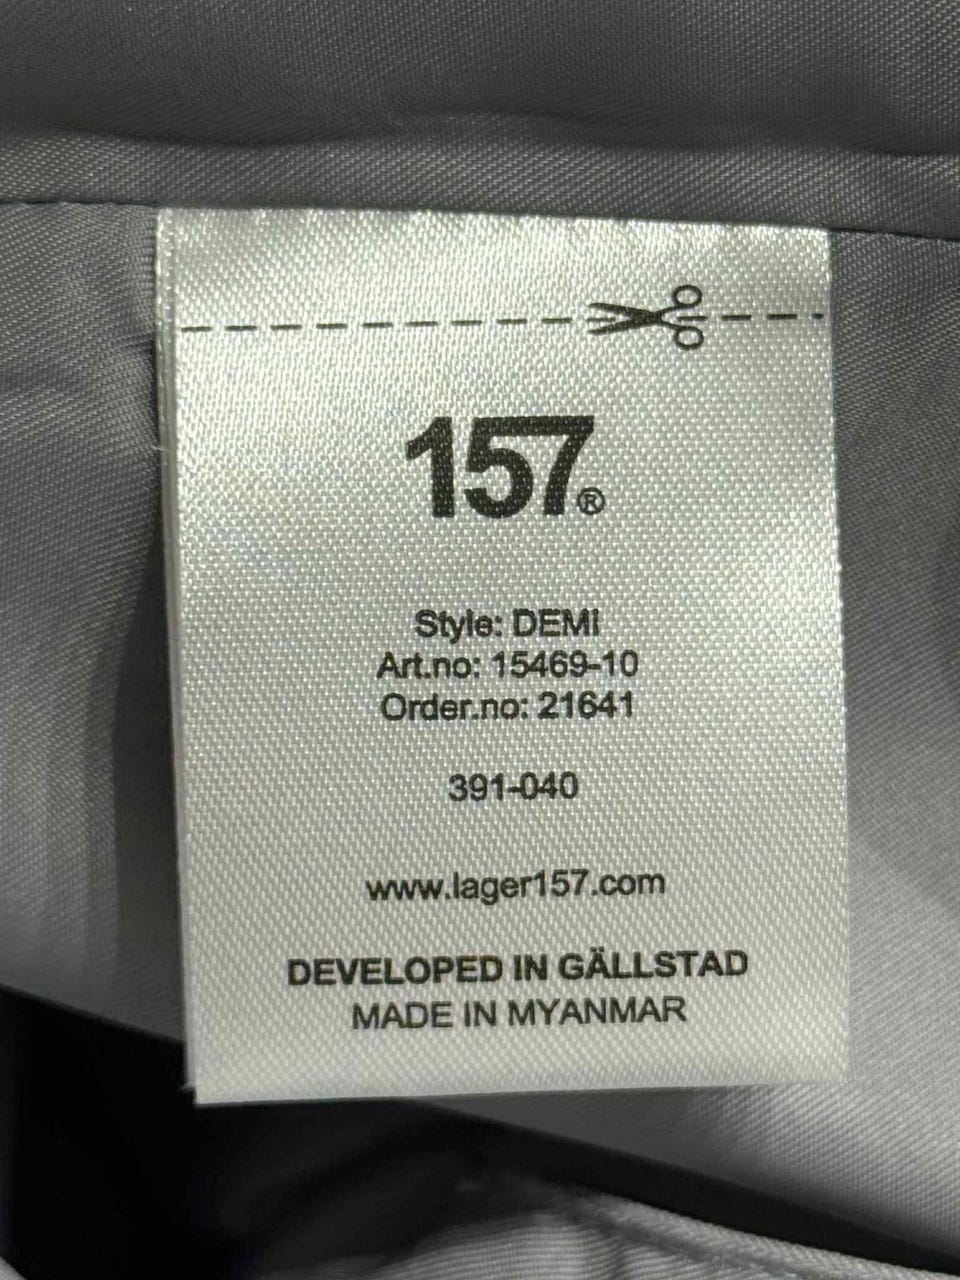 157®
Style: DEMI
Art.no: 15469-10
Order.no: 21641
391-040
www.lager157.com
DEVELOPED IN GÄLLSTAD
MADE IN MYANMAR